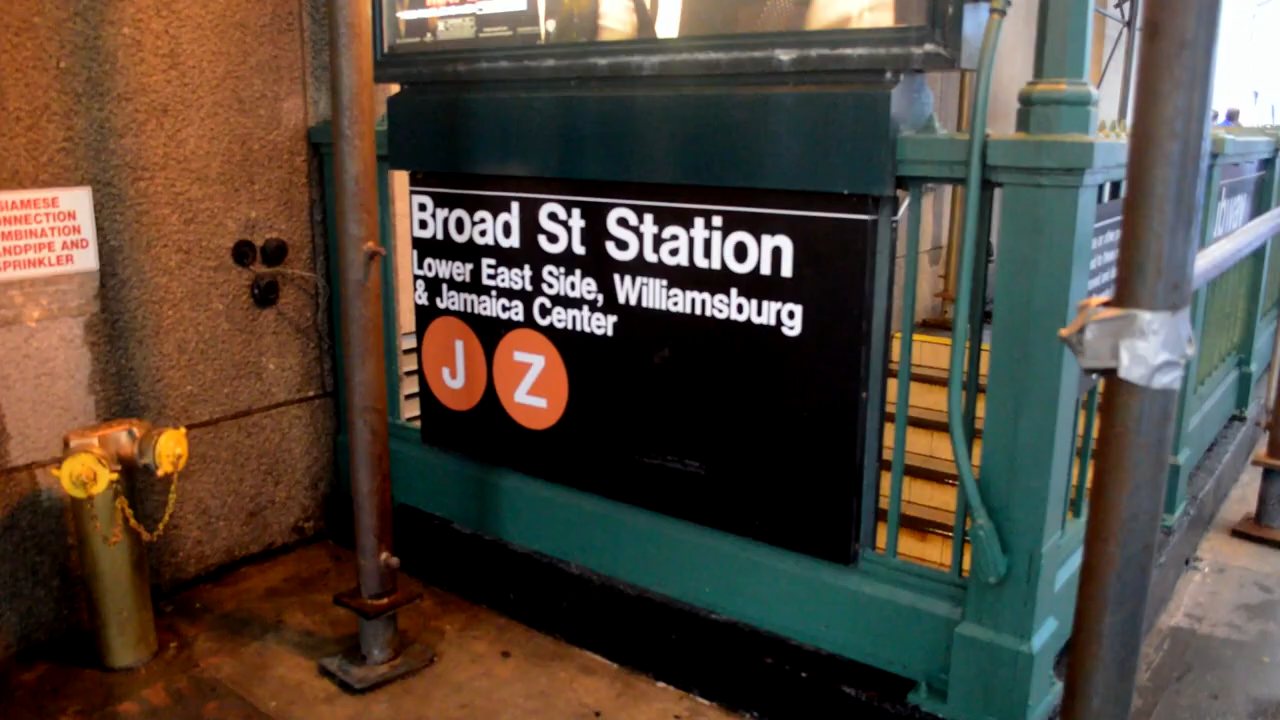 SIAMESE
CONNECTION
COMBINATION
STANDPIPE AND
SPRINKLER
Broad St Station
Lower East Side, Williamsburg
& Jamaica Center
J Z